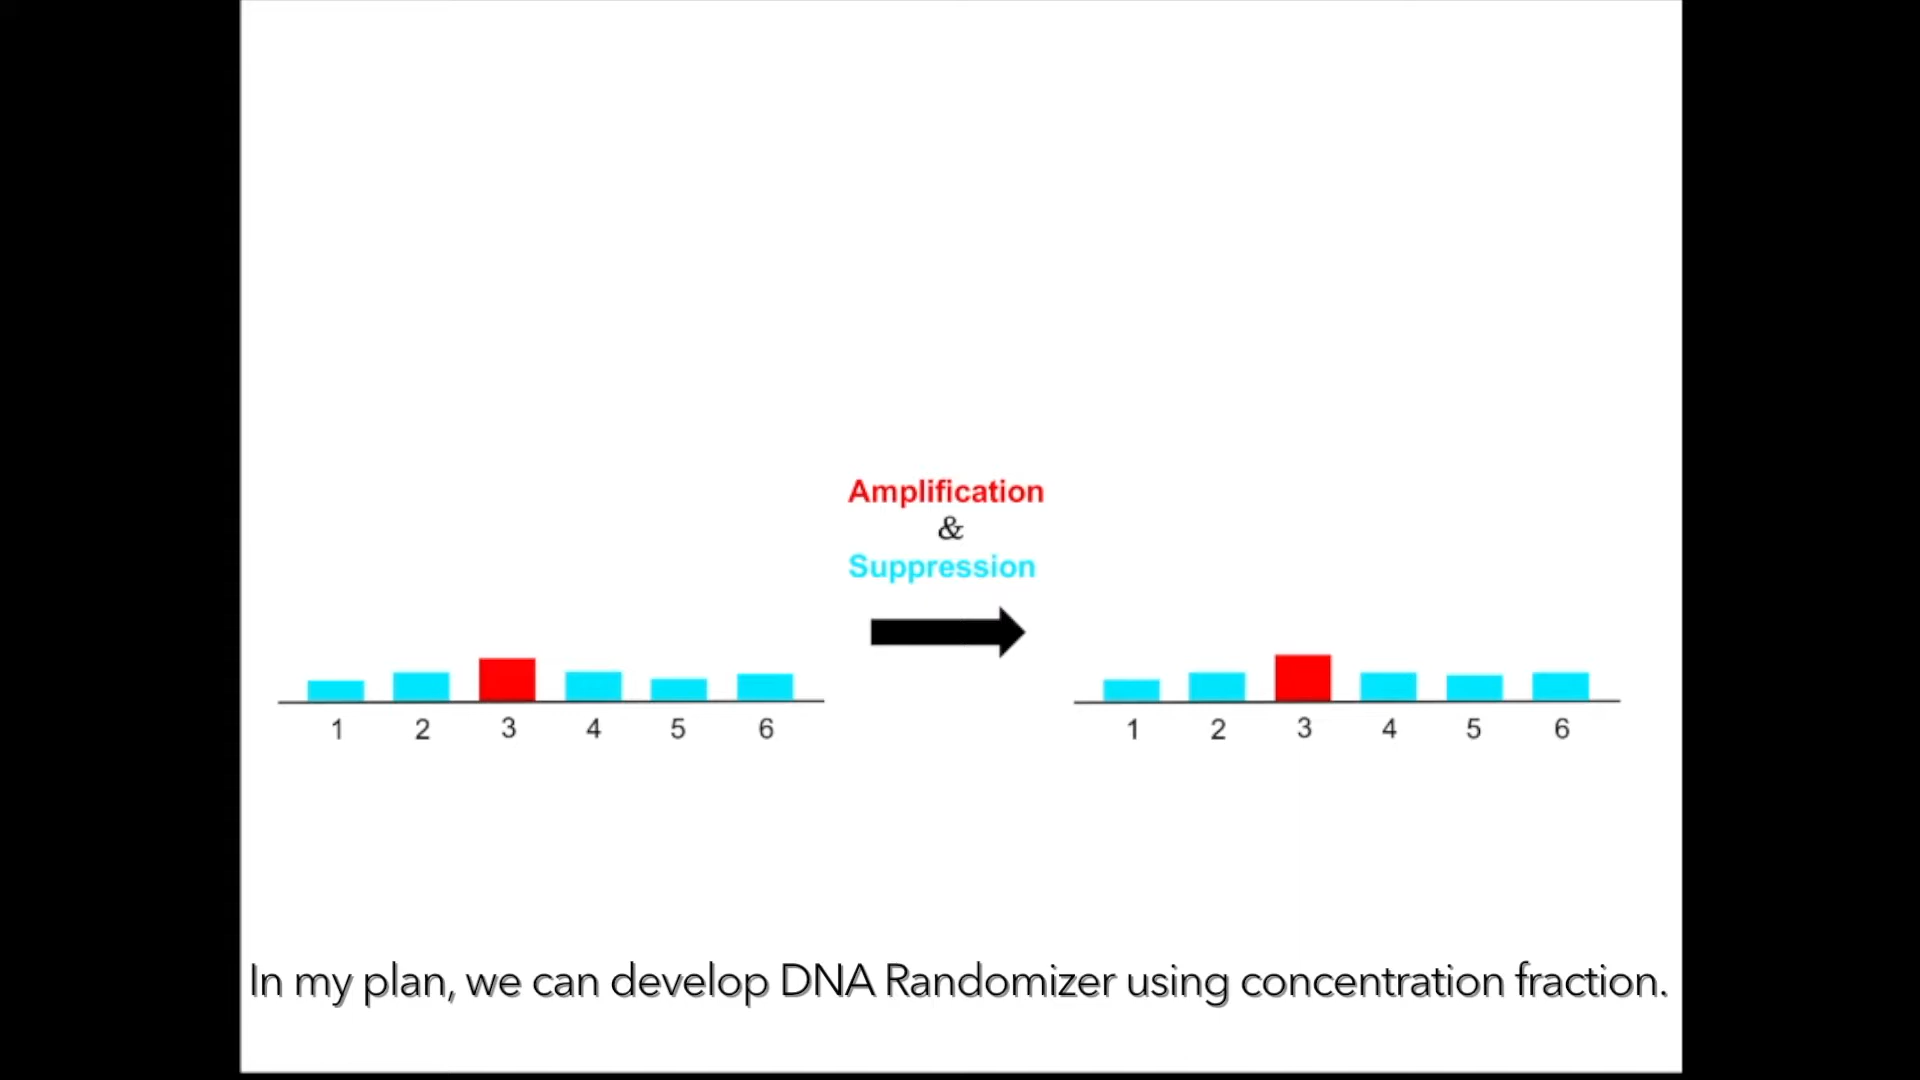 Amplification
&
Suppression
1 2 3 4 5 6
1 2 3 4 5 6
In my plan, we can develop DNA Randomizer using concentration fraction.